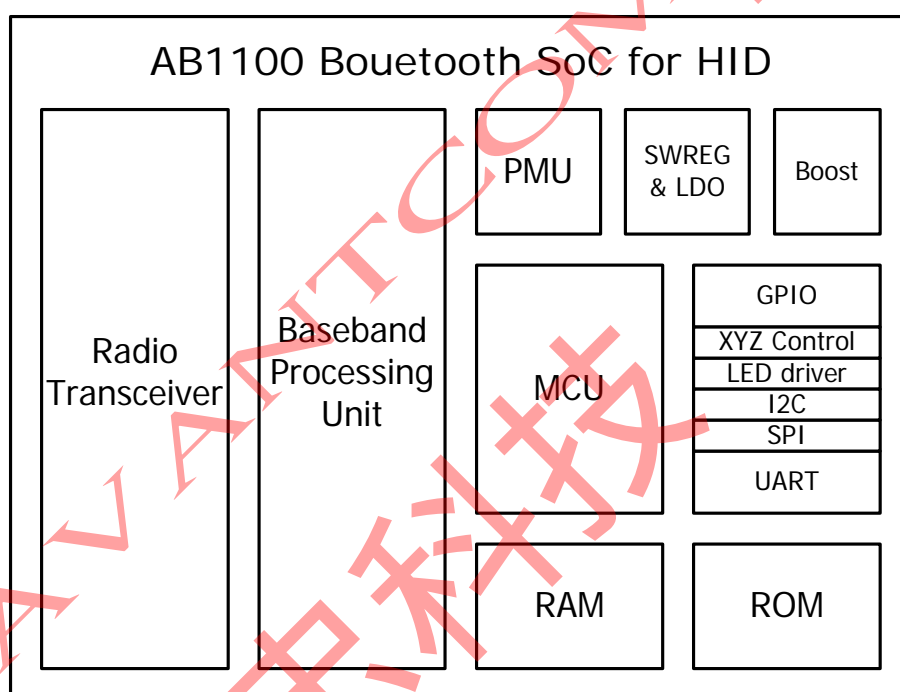 AB1100 Bouetooth SoC for HID
Radio
Transceiver
Baseband
Processing
Unit
PMU
SWREG
& LDO
Boost
MCU
GPIO
XYZ Control
LED driver
I2C
SPI
UART
RAM
ROM
AVANTCOM
科技